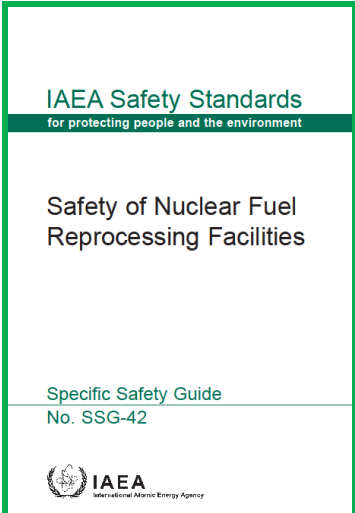 IAEA Safety Standards
for protecting people and the environment
Safety of Nuclear Fuel
Reprocessing Facilities
Specific Safety Guide
No. SSG-42
IAEA
International Atomic Energy Agency